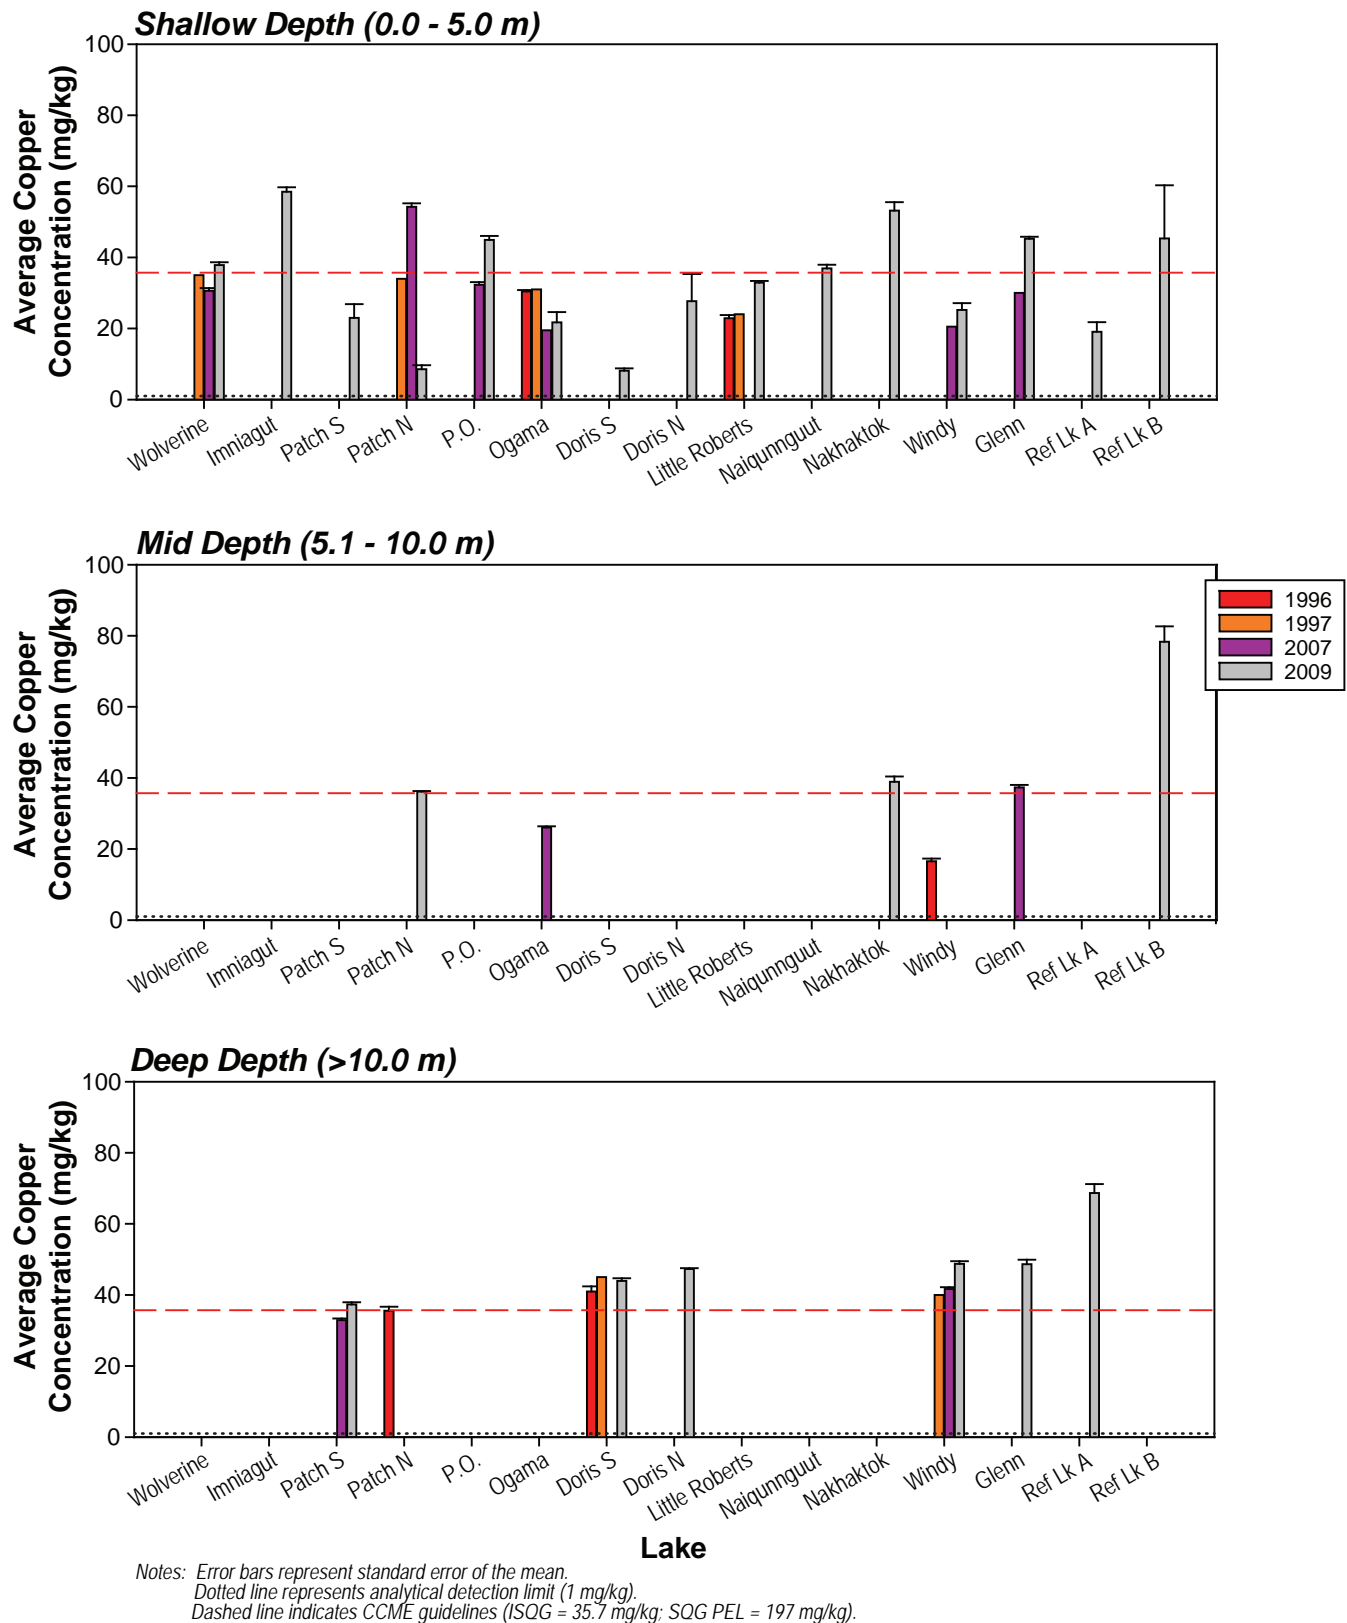 Shallow Depth (0.0 - 5.0 m)
Average Copper
Concentration (mg/kg)
100
80
60
40
20
0
Wolverine
Imniagut
Patch S
Patch N
P.O.
Ogama
Doris S
Doris N
Little Roberts
Naiqunnguut
Nakhaktok
Windy
Glenn
Ref Lk A
Ref Lk B
Mid Depth (5.1 - 10.0 m)
Average Copper
Concentration (mg/kg)
100
80
60
40
20
0
1996
1997
2007
2009
Wolverine
Imniagut
Patch S
Patch N
P.O.
Ogama
Doris S
Doris N
Little Roberts
Naiqunnguut
Nakhaktok
Windy
Glenn
Ref Lk A
Ref Lk B
Deep Depth (>10.0 m)
Average Copper
Concentration (mg/kg)
100
80
60
40
20
0
Wolverine
Imniagut
Patch S
Patch N
P.O.
Ogama
Doris S
Doris N
Little Roberts
Naiqunnguut
Nakhaktok
Windy
Glenn
Ref Lk A
Ref Lk B
Lake
Notes: Error bars represent standard error of the mean.
Dotted line represents analytical detection limit (1 mg/kg).
Dashed line indicates CCME guidelines (ISQG = 35.7 mg/kg; SQG PEL = 197 mg/kg).